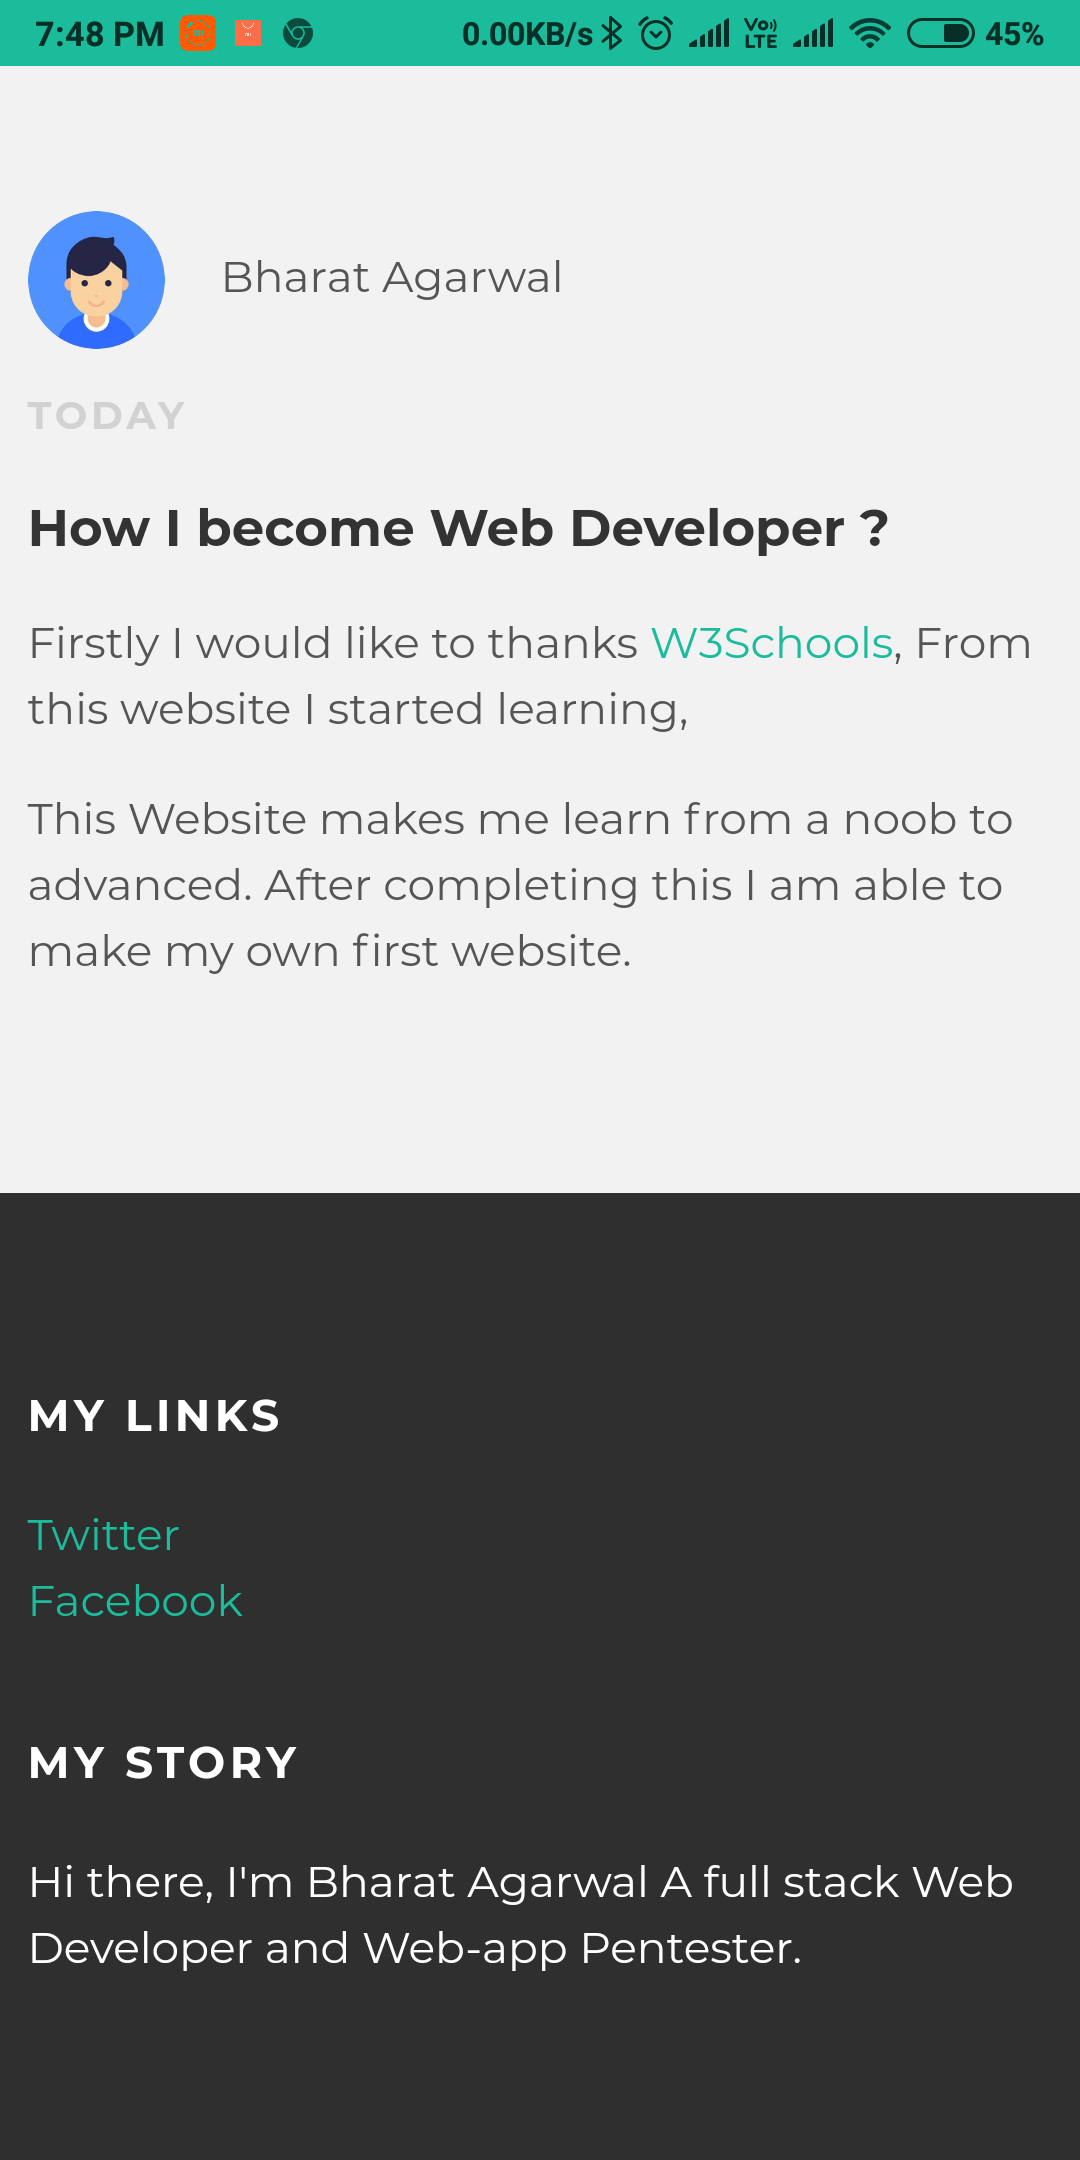 7:48 PM 0.00KB/s Vo)) LTE 45%
Bharat Agarwal
TODAY
How I become Web Developer ?
Firstly I would like to thanks W3Schools, From
this website I started learning,
This Website makes me learn from a noob to
advanced. After completing this I am able to
make my own first website.
MY LINKS
Twitter
Facebook
MY STORY
Hi there, I'm Bharat Agarwal A full stack Web
Developer and Web-app Pentester.